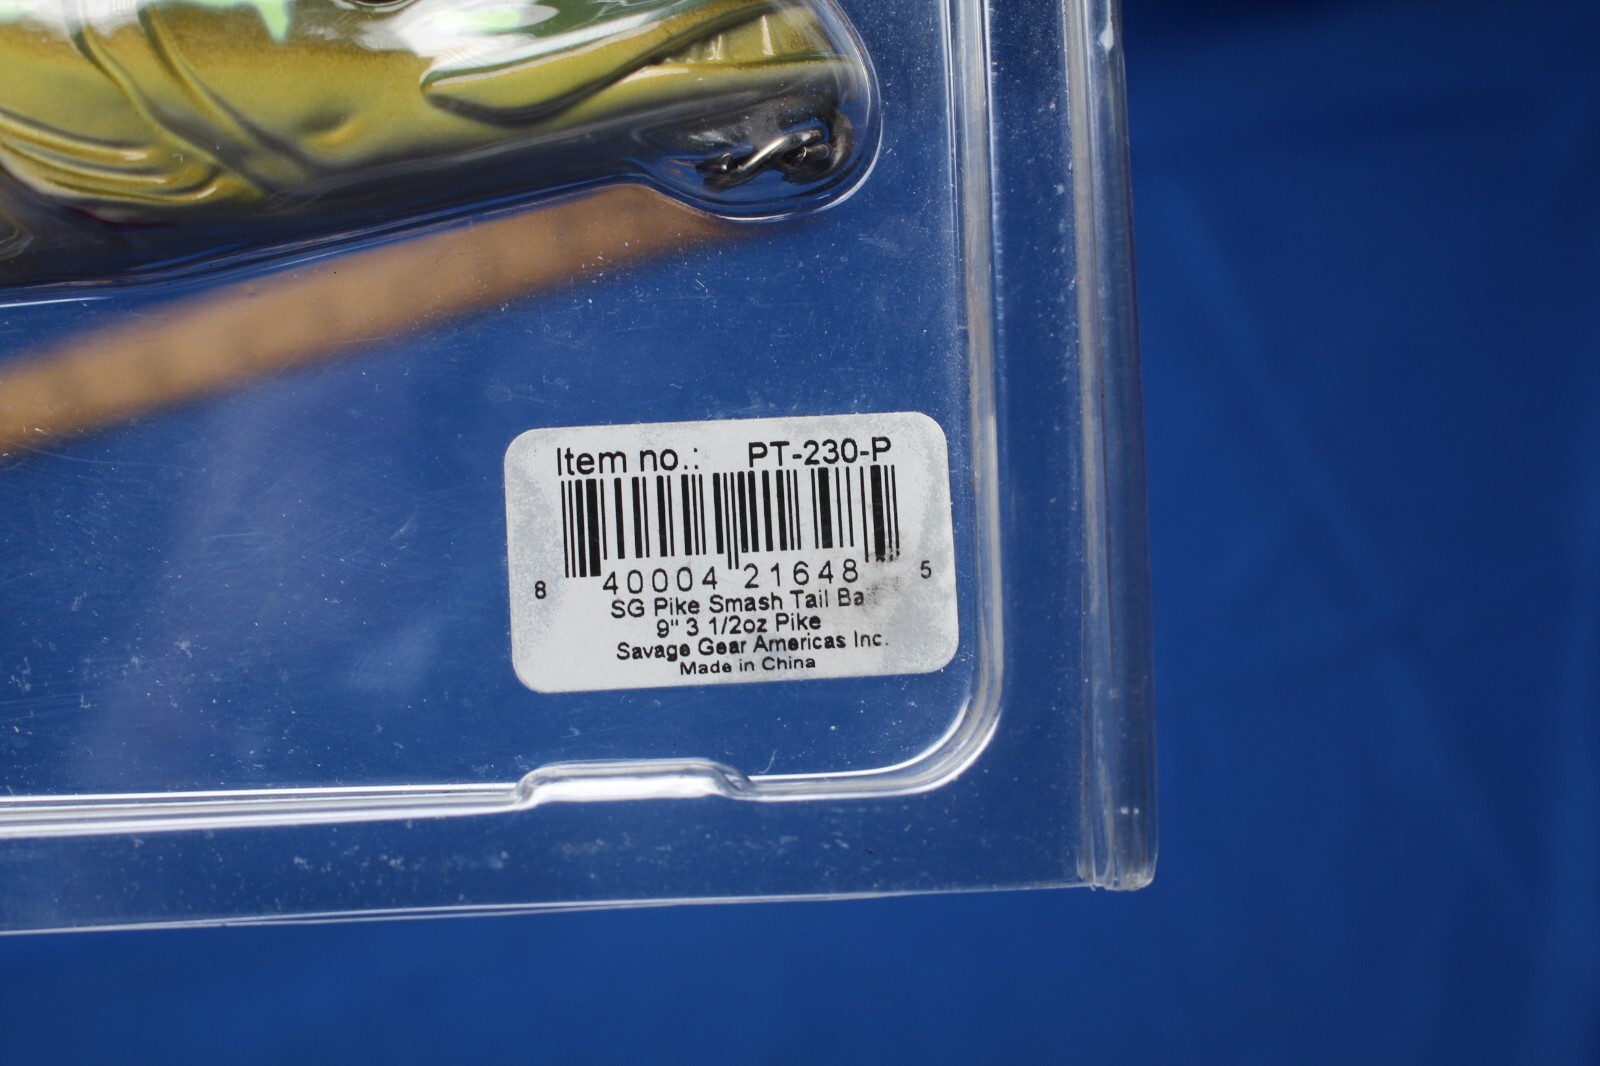 Item no.: PT-230-P
8 40004 21648 5
SG Pike Smash Tail
9" 3 1/2oz Pike
Savage Gear Americas Inc.
Made in China